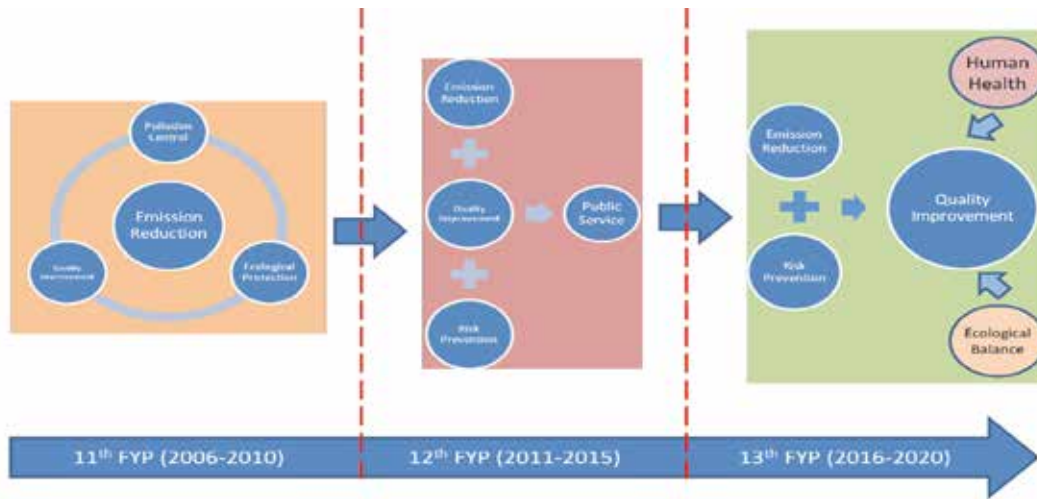 Pollution
Control
Emission
Reduction
Quality
Improvement
Ecological
Protection
Emission
Reduction
Quality
Improvement
Public
Service
Risk
Prevention
Human
Health
Emission
Reduction
Quality
Improvement
Risk
Prevention
Ecological
Balance
11th FYP (2006-2010)
12th FYP (2011-2015)
13th FYP (2016-2020)